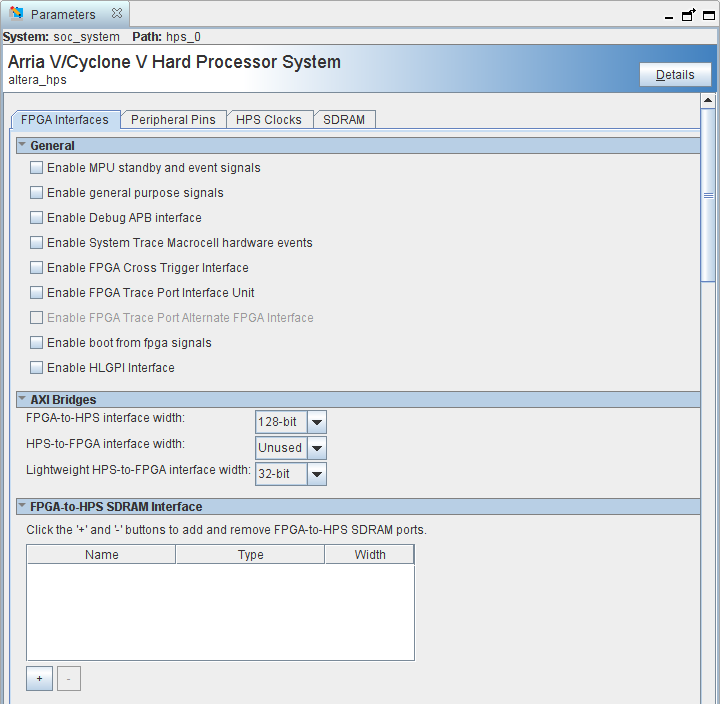 Parameters
System: soc_system Path: hps_0
Arria V/Cyclone V Hard Processor System
altera_hps
Details
FPGA Interfaces Peripheral Pins HPS Clocks SDRAM
General
Enable MPU standby and event signals
Enable general purpose signals
Enable Debug APB interface
Enable System Trace Macrocell hardware events
Enable FPGA Cross Trigger Interface
Enable FPGA Trace Port Interface Unit
Enable FPGA Trace Port Alternate FPGA Interface
Enable boot from fpga signals
Enable HLGPI Interface
AXI Bridges
FPGA-to-HPS interface width: 128-bit
HPS-to-FPGA interface width: Unused
Lightweight HPS-to-FPGA interface width: 32-bit
FPGA-to-HPS SDRAM Interface
Click the '+' and '-' buttons to add and remove FPGA-to-HPS SDRAM ports.
Name Type Width
+ -